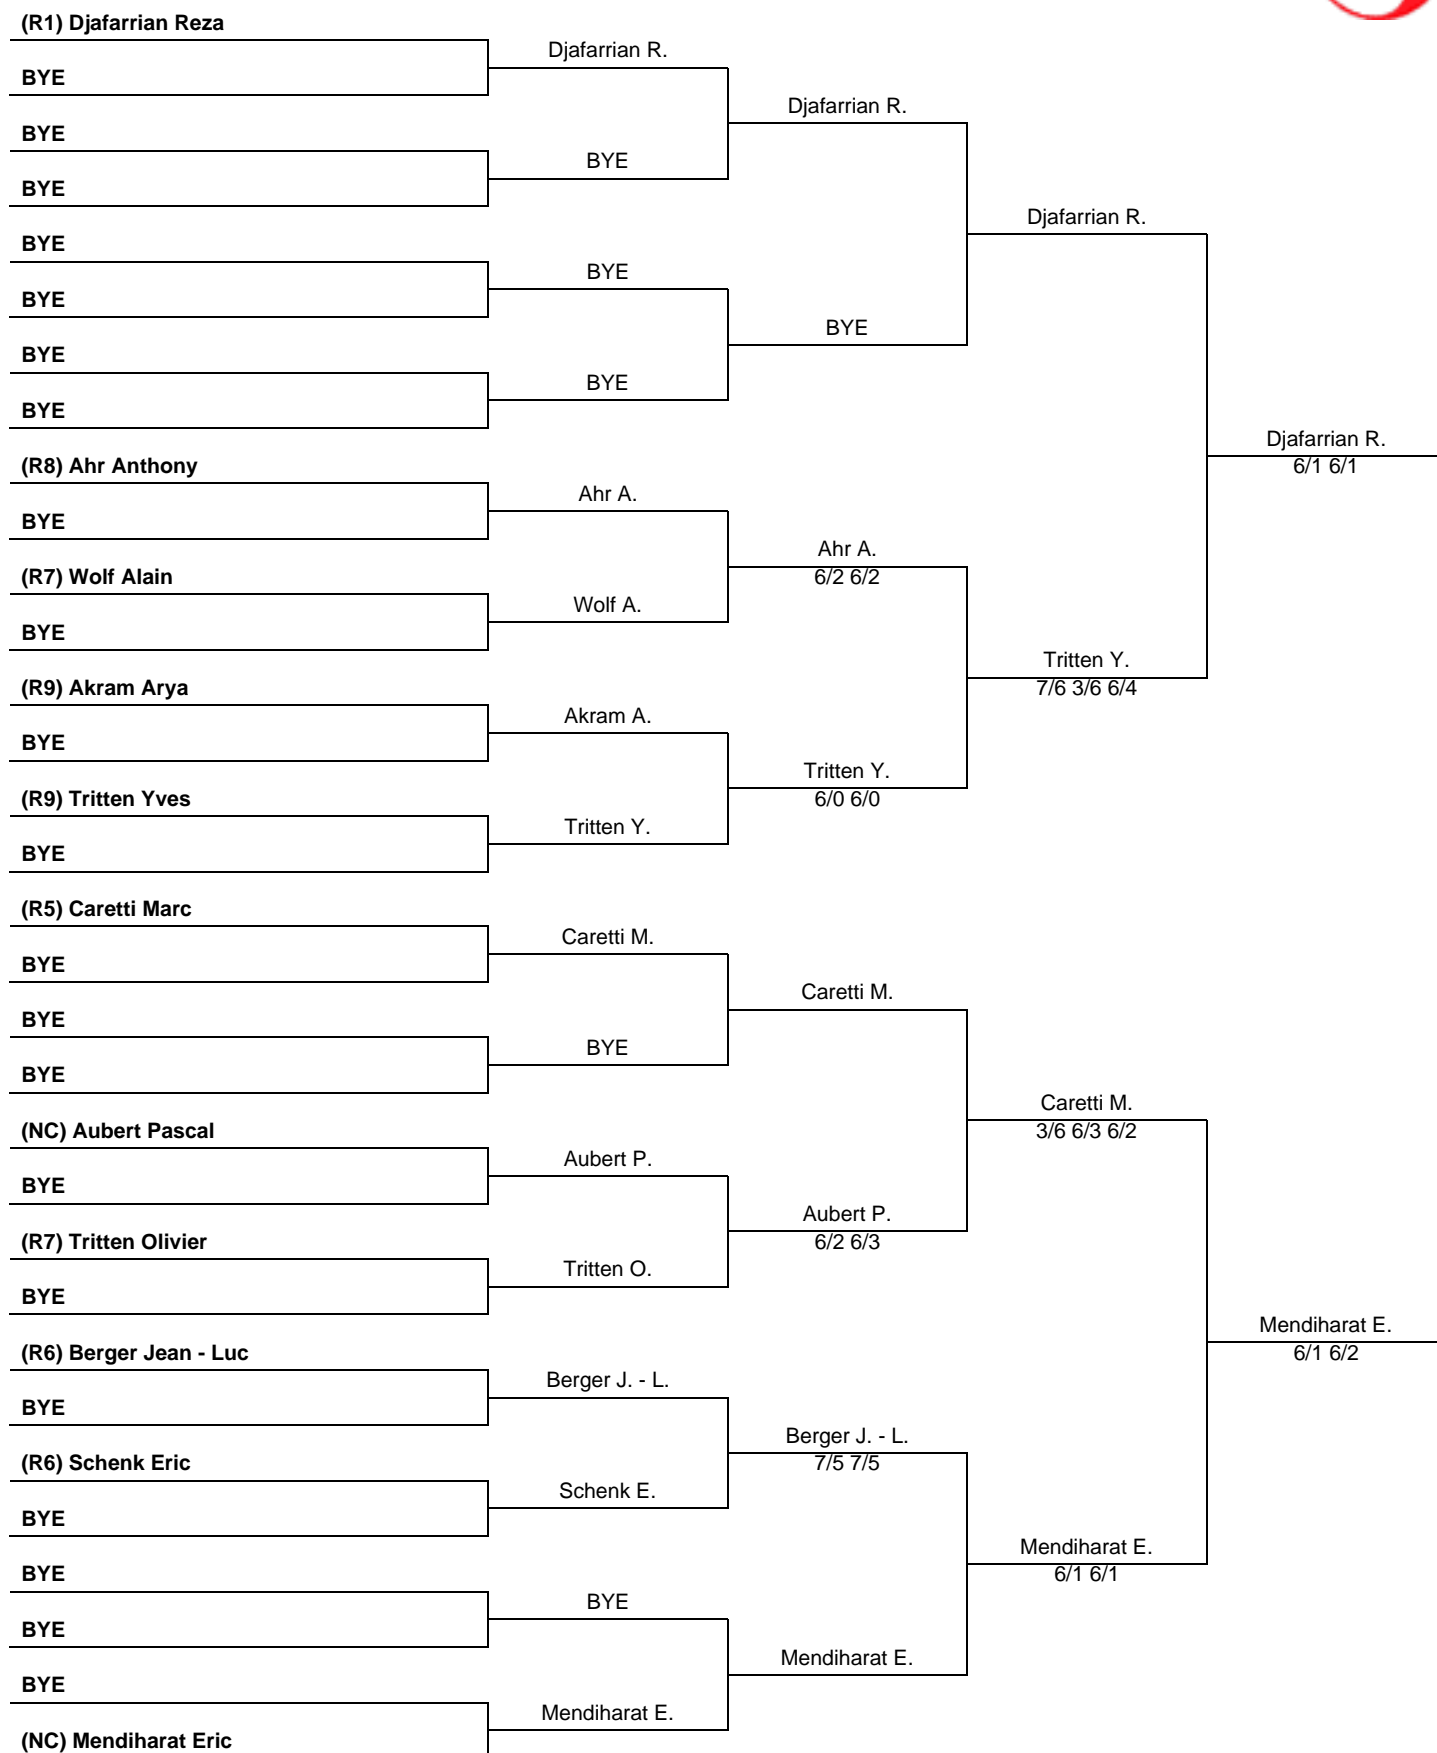 (R1) Djafarrian Reza
BYE
BYE
BYE
BYE
BYE
BYE
BYE
(R8) Ahr Anthony
BYE
(R7) Wolf Alain
BYE
(R9) Akram Arya
BYE
(R9) Tritten Yves
BYE
(R5) Caretti Marc
BYE
BYE
BYE
(NC) Aubert Pascal
BYE
(R7) Tritten Olivier
BYE
(R6) Berger Jean - Luc
BYE
(R6) Schenk Eric
BYE
BYE
BYE
BYE
(NC) Mendiharat Eric
Djafarrian R.
BYE
BYE
BYE
Ahr A.
Wolf A.
Akram A.
Tritten Y.
Caretti M.
BYE
Aubert P.
Tritten O.
Berger J. - L.
Schenk E.
BYE
Mendiharat E.
Djafarrian R.
BYE
Ahr A.
6/2 6/2
Tritten Y.
6/0 6/0
Caretti M.
Aubert P.
6/2 6/3
Berger J. - L.
7/5 7/5
Mendiharat E.
Djafarrian R.
Tritten Y.
7/6 3/6 6/4
Caretti M.
3/6 6/3 6/2
Mendiharat E.
6/1 6/1
Djafarrian R.
6/1 6/1
Mendiharat E.
6/1 6/2